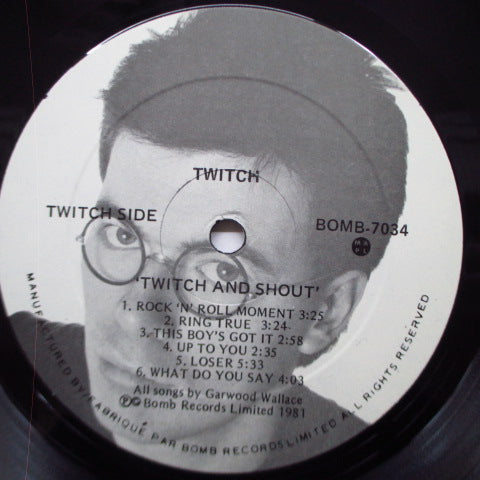 TWITCH
TWITCH SIDE
BOMB-7034
'TWITCH AND SHOUT'
1. ROCK 'N' ROLL MOMENT 3:25
2. RING TRUE 3:24
3. THIS BOY'S GOT IT 2:58
4. UP TO YOU 2:35
5. LOSER 5:33
6. WHAT DO YOU SAY 4:03
All songs by Garwood Wallace
℗© Bomb Records Limited 1981
MANUFACTURED BY/FABRIQUÉ PAR BOMB RECORDS LIMITED ALL RIGHTS RESERVED